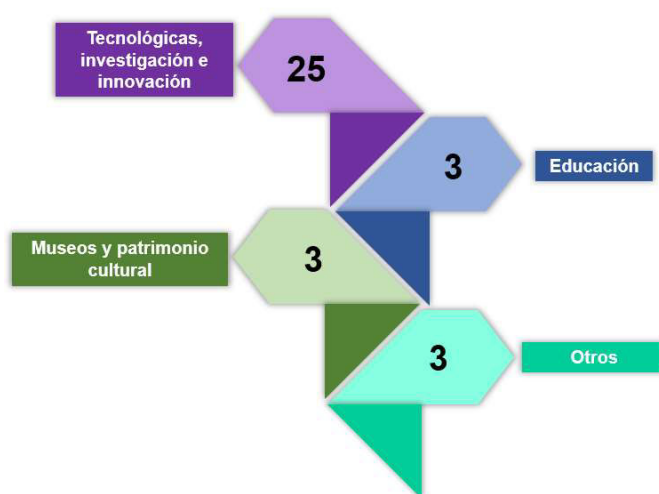 Tecnológicas,
investigación e
innovación
25
3
Educación
Museos y patrimonio
cultural
3
3
Otros